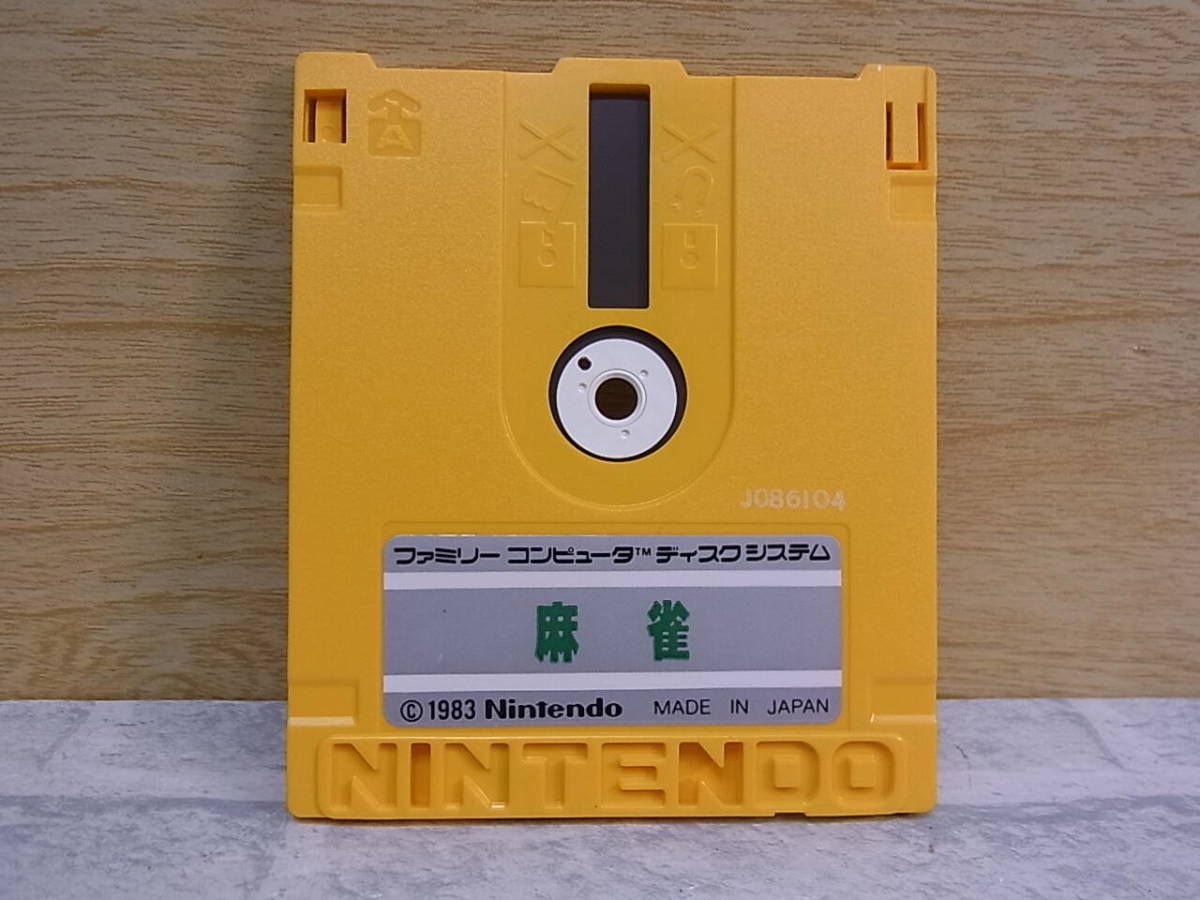 A
J086104
ファミリー コンピュータ™ ディスクシステム
麻 雀
© 1983 Nintendo MADE IN JAPAN
NINTENDO